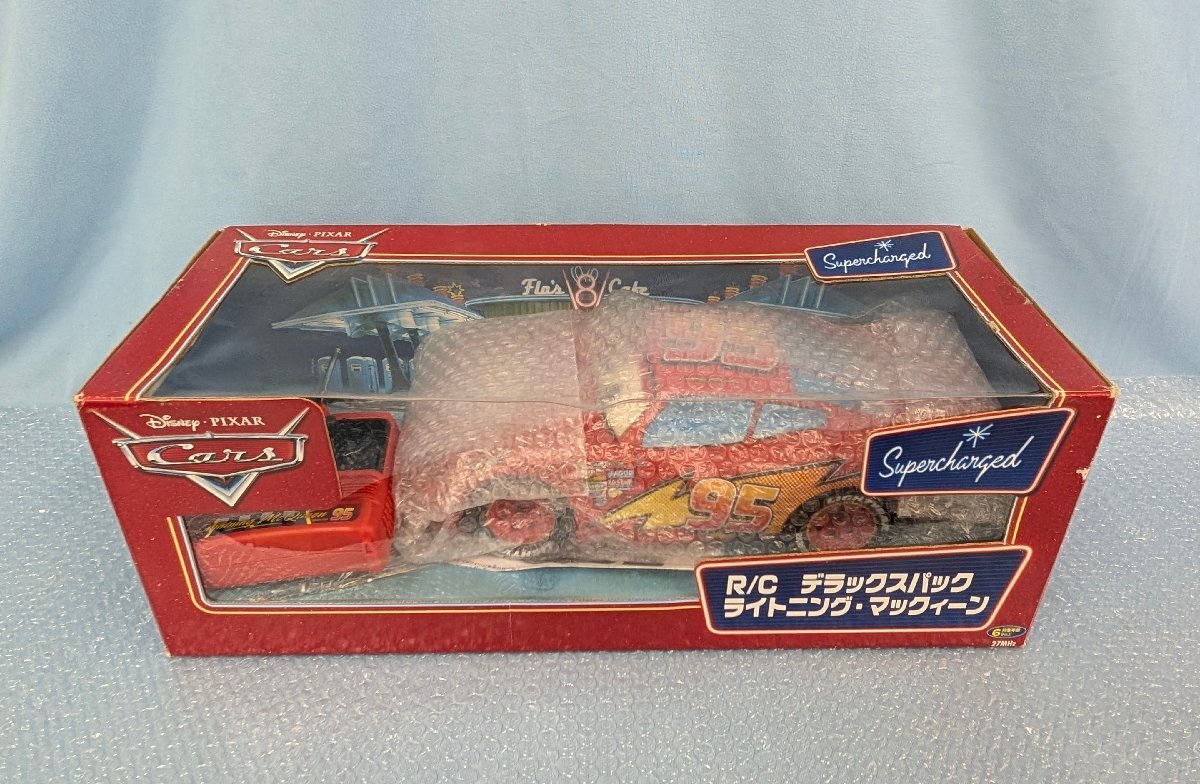 Disney · PIXAR
Cars
Supercharged
Flo's V8 Cafe
Disney · PIXAR
Cars
Supercharged
95
95
R/C デラックスパック
ライトニング・マックィーン
6
27MHz